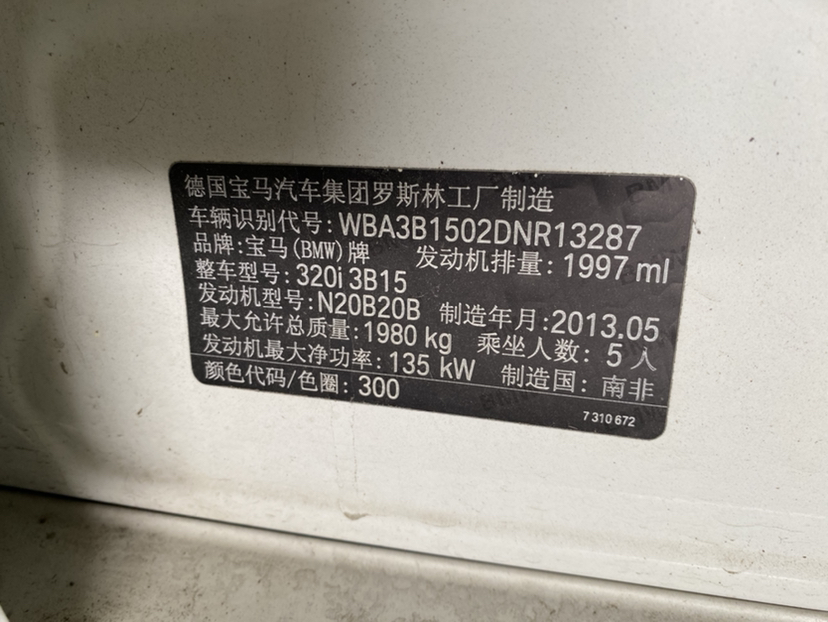 德国宝马汽车集团罗斯林工厂制造
车辆识别代号: WBA3B1502DNR13287
品牌: 宝马(BMW)牌 发动机排量: 1997 ml
整车型号: 320i 3B15
发动机型号: N20B20B 制造年月: 2013.05
最大允许总质量: 1980 kg 乘坐人数: 5 人
发动机最大净功率: 135 kW 制造国: 南非
颜色代码/色圈: 300
7 310 672